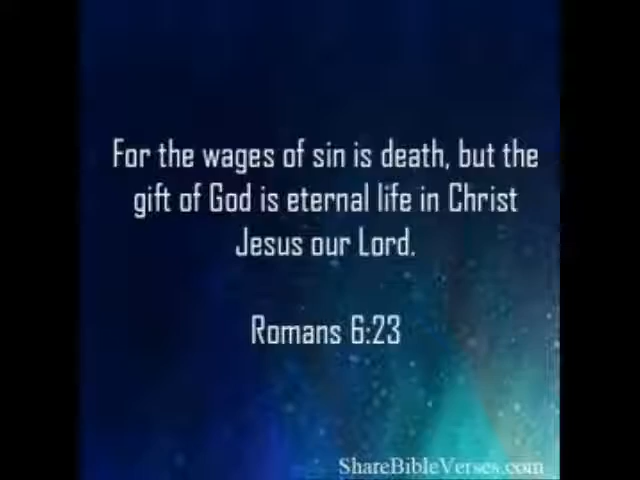 For the wages of sin is death, but the
gift of God is eternal life in Christ
Jesus our Lord.
Romans 6:23
ShareBibleVerses.com